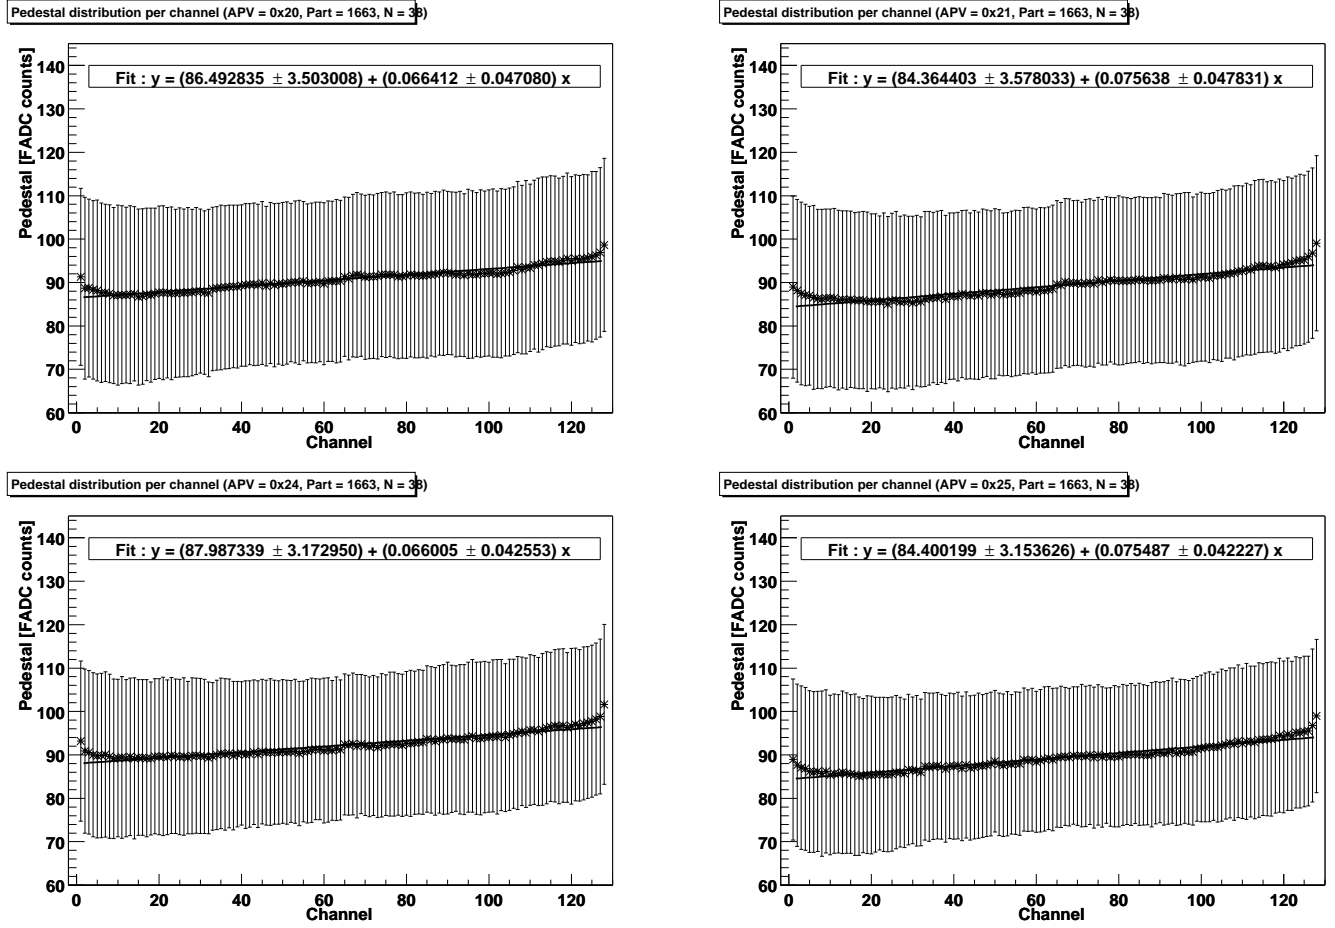 Pedestal distribution per channel (APV = 0x20, Part = 1663, N = 38)
Fit : y = (86.492835 ± 3.503008) + (0.066412 ± 0.047080) x
Pedestal [FADC counts]
140
130
120
110
100
90
80
70
60
0 20 40 60 80 100 120
Channel
Pedestal distribution per channel (APV = 0x21, Part = 1663, N = 38)
Fit : y = (84.364403 ± 3.578033) + (0.075638 ± 0.047831) x
Pedestal [FADC counts]
140
130
120
110
100
90
80
70
60
0 20 40 60 80 100 120
Channel
Pedestal distribution per channel (APV = 0x24, Part = 1663, N = 38)
Fit : y = (87.987339 ± 3.172950) + (0.066005 ± 0.042553) x
Pedestal [FADC counts]
140
130
120
110
100
90
80
70
60
0 20 40 60 80 100 120
Channel
Pedestal distribution per channel (APV = 0x25, Part = 1663, N = 38)
Fit : y = (84.400199 ± 3.153626) + (0.075487 ± 0.042227) x
Pedestal [FADC counts]
140
130
120
110
100
90
80
70
60
0 20 40 60 80 100 120
Channel